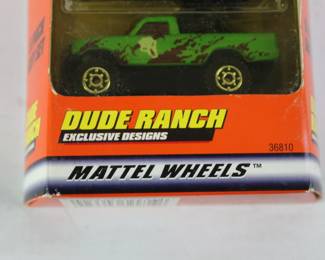 DUDE RANCH
EXCLUSIVE DESIGNS
36810
MATTEL WHEELS™